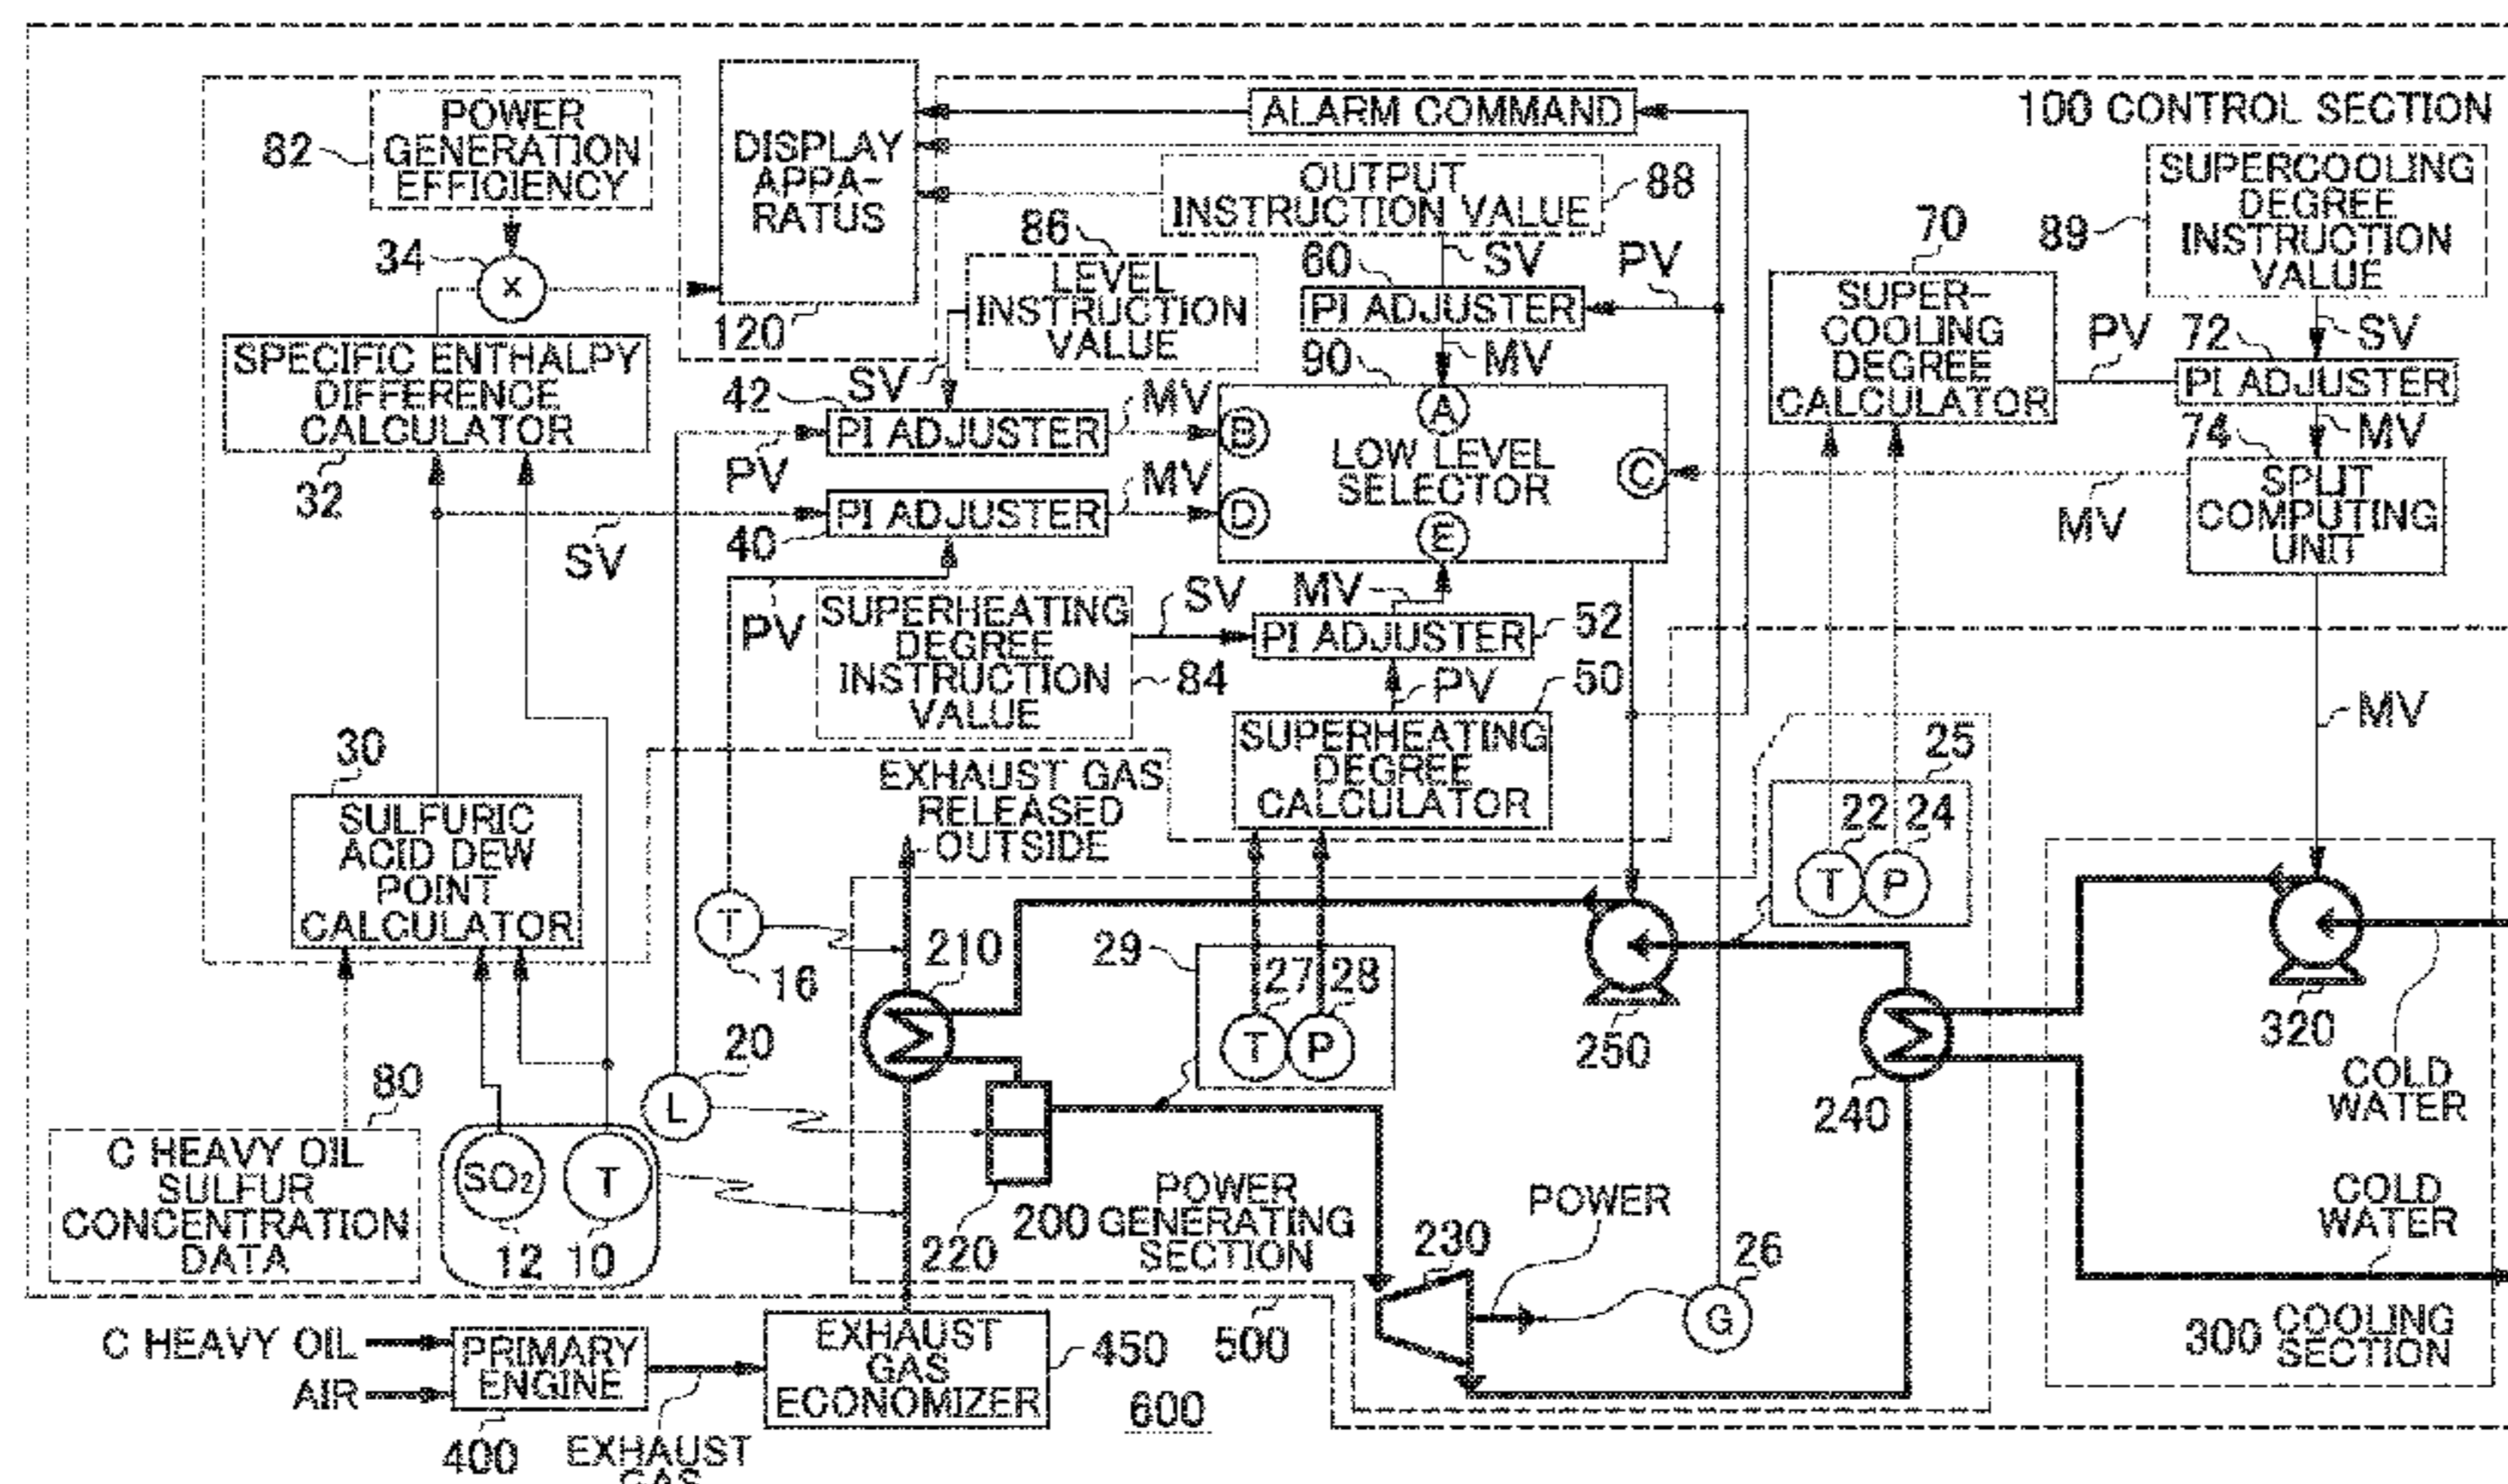 100 CONTROL SECTION
82
POWER
GENERATION
EFFICIENCY
34
X
DISPLAY
APPA-
RATUS
120
ALARM COMMAND
OUTPUT
INSTRUCTION VALUE
88
86
LEVEL
INSTRUCTION
VALUE
60
SV
PV
PI ADJUSTER
MV
90
70
SUPER-
COOLING
DEGREE
CALCULATOR
89
SUPERCOOLING
DEGREE
INSTRUCTION
VALUE
SV
PV
72
PI ADJUSTER
MV
74
SPLIT
COMPUTING
UNIT
MV
MV
SPECIFIC ENTHALPY
DIFFERENCE
CALCULATOR
32
SV
42
PI ADJUSTER
MV
PV
SV
40
PI ADJUSTER
MV
PV
A
B
C
D
E
LOW LEVEL
SELECTOR
SUPERHEATING
DEGREE
INSTRUCTION
VALUE
84
SV
MV
PI ADJUSTER
52
PV
50
SUPERHEATING
DEGREE
CALCULATOR
30
SULFURIC
ACID DEW
POINT
CALCULATOR
EXHAUST GAS
RELEASED
OUTSIDE
25
22
24
T
P
T
16
210
29
27
28
T
P
250
240
320
COLD
WATER
COLD
WATER
20
L
80
C HEAVY OIL
SULFUR
CONCENTRATION
DATA
SO2
T
12
10
220
200 POWER
GENERATING
SECTION
230
POWER
26
G
300 COOLING
SECTION
C HEAVY OIL
AIR
PRIMARY
ENGINE
400
EXHAUST
GAS
EXHAUST
GAS
ECONOMIZER
450
500
600